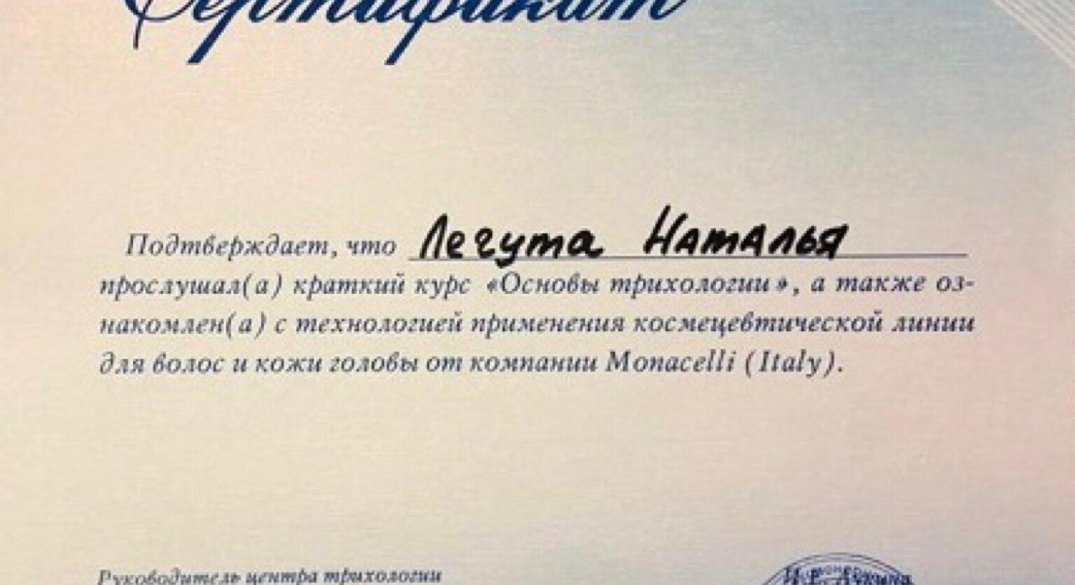 Сертификат
Подтверждает, что Легута Наталья
прослушал(а) краткий курс «Основы трихологии», а также оз-
накомлен(а) с технологией применения космецевтической линии
для волос и кожи головы от компании Monacelli (Italy).
Руководитель центра трихологии